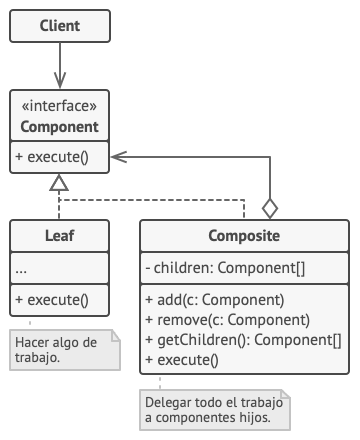 Client
«interface»
Component
+ execute()
Leaf
...
+ execute()
Hacer algo de
trabajo.
Composite
- children: Component[]
+ add(c: Component)
+ remove(c: Component)
+ getChildren(): Component[]
+ execute()
Delegar todo el trabajo
a componentes hijos.